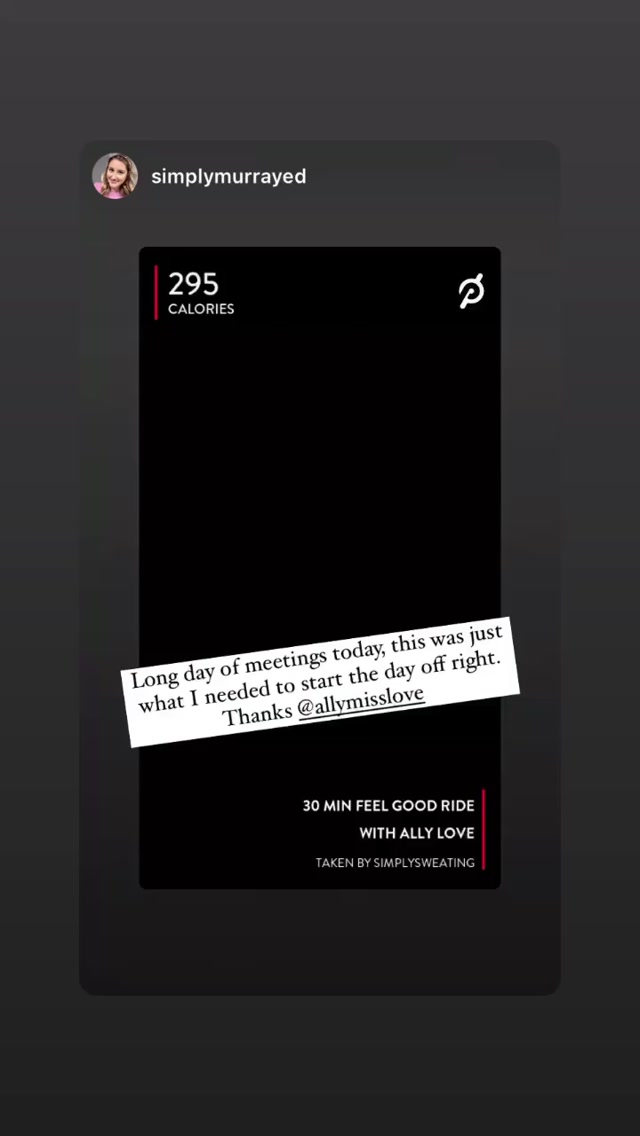 simplymurrayed
295
CALORIES
Long day of meetings today, this was just
what I needed to start the day off right.
Thanks @allymisslove
30 MIN FEEL GOOD RIDE
WITH ALLY LOVE
TAKEN BY SIMPLYSWEATING